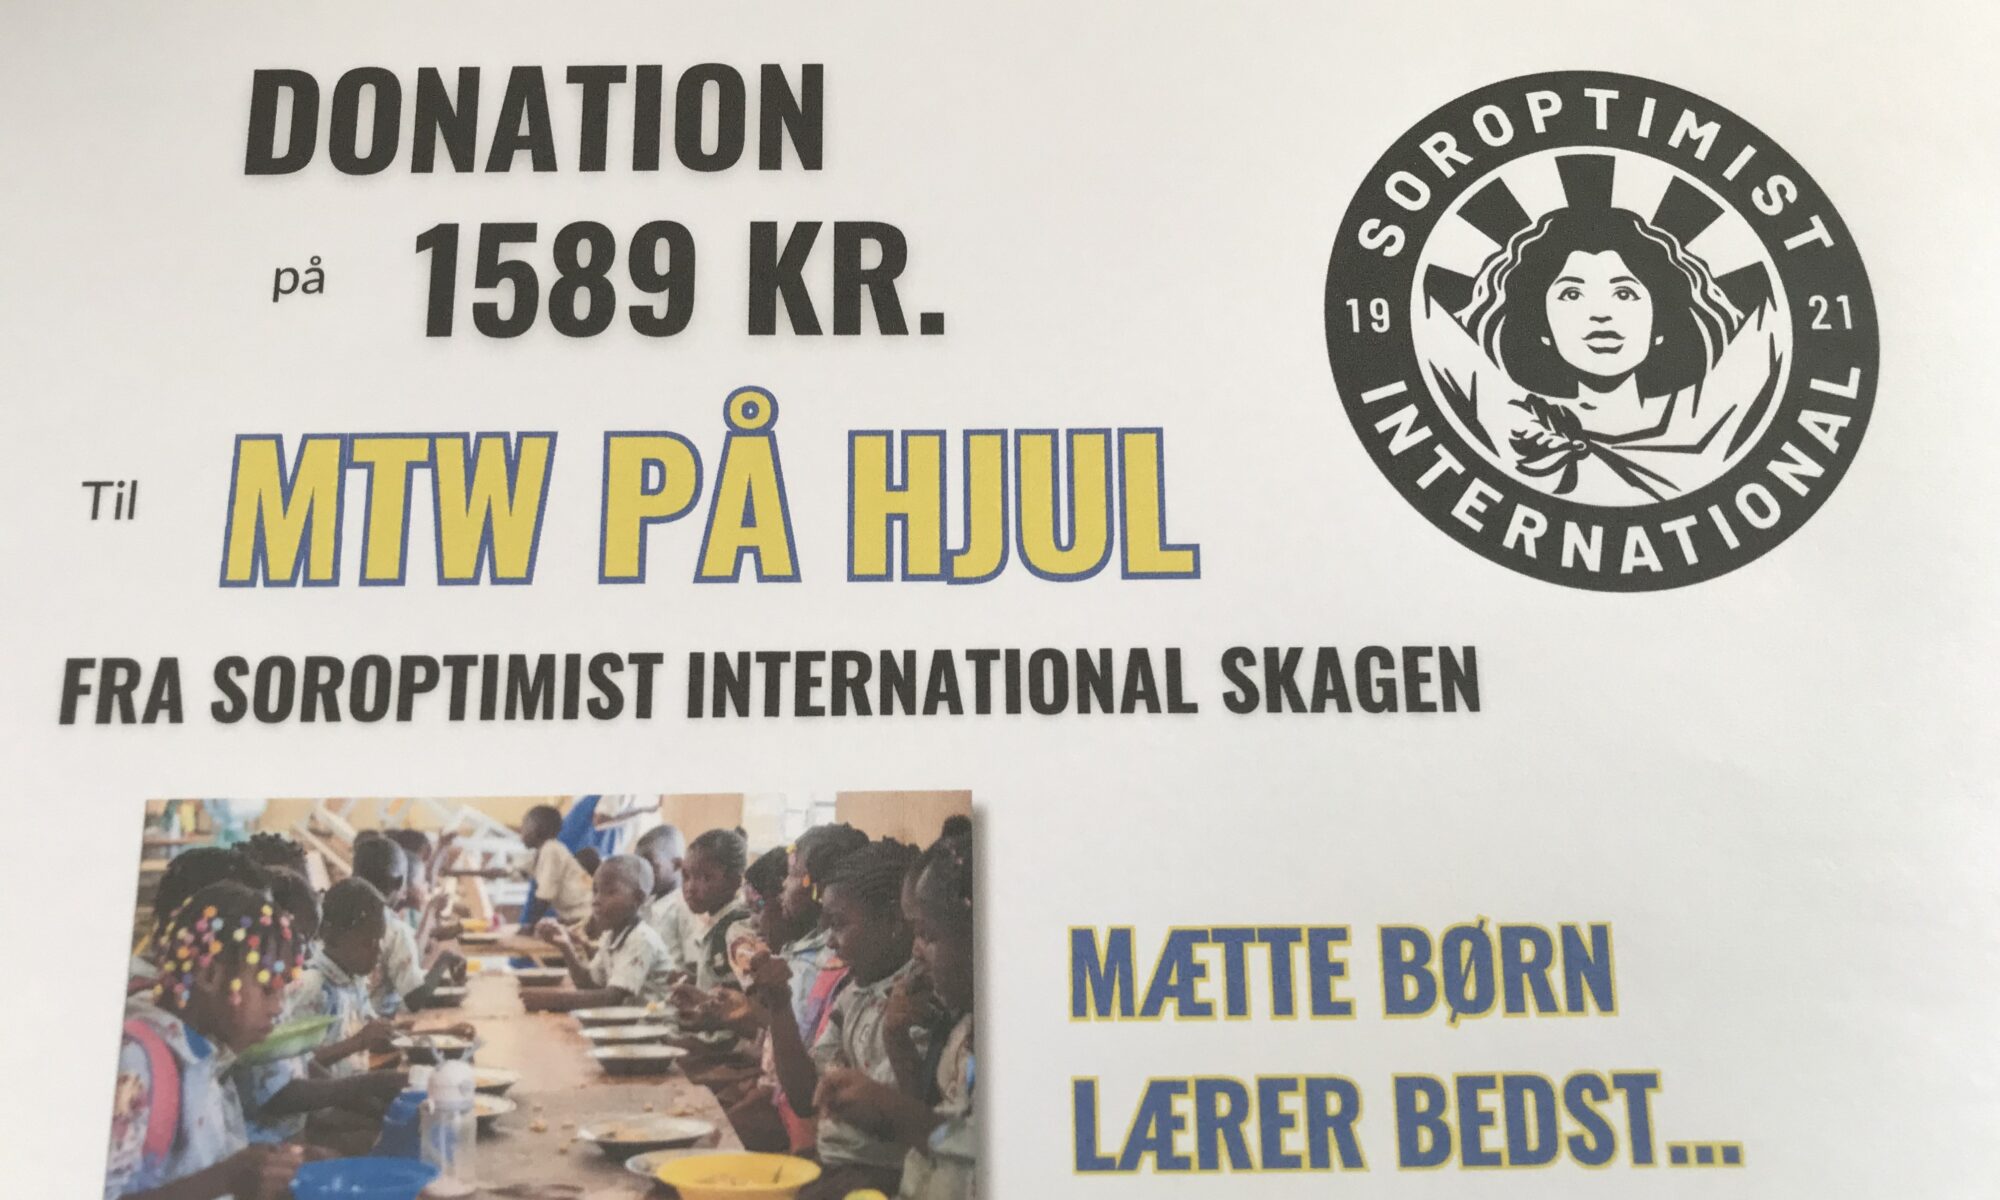 DONATION
på 1589 KR.
Til MTW PÅ HJUL
FRA SOROPTIMIST INTERNATIONAL SKAGEN
SOROPTIMIST
19 21
INTERNATIONAL
MÆTTE BØRN
LÆRER BEDST...